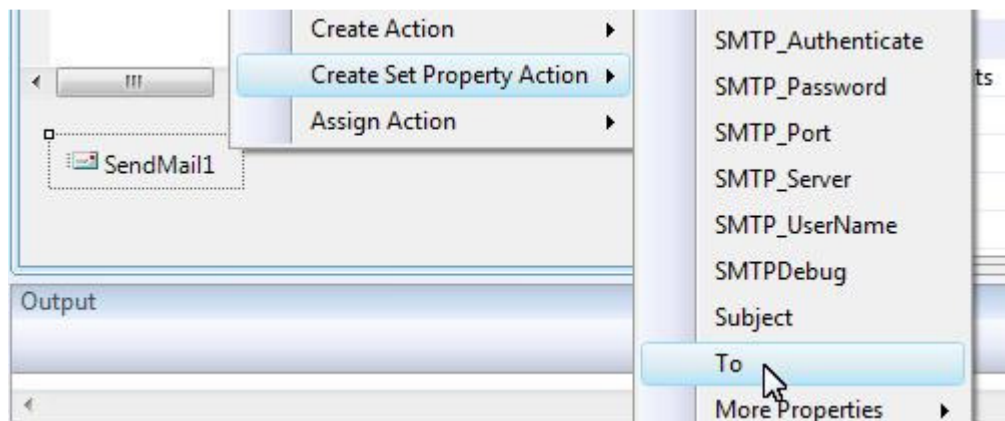 Create Action
Create Set Property Action
Assign Action
SendMail1
Output
SMTP_Authenticate
SMTP_Password
SMTP_Port
SMTP_Server
SMTP_UserName
SMTPDebug
Subject
To
More Properties
ts